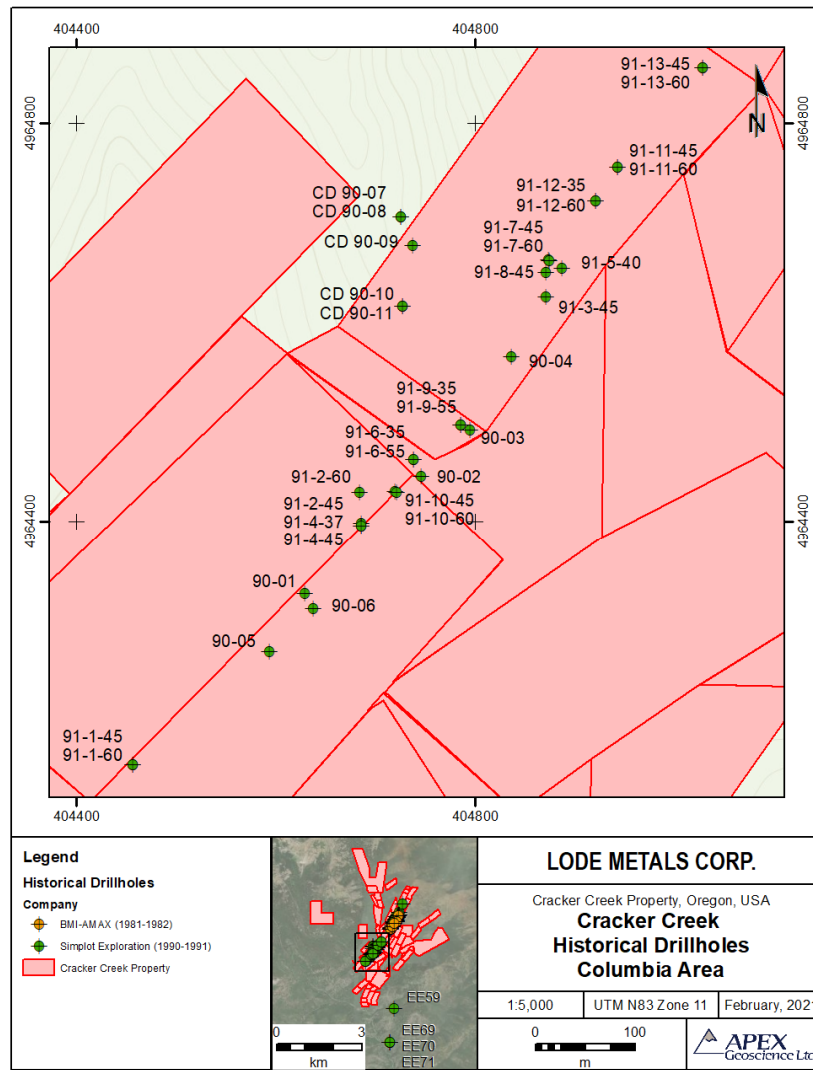 404400 404800
91-13-45
91-13-60
4964800 4964800
N
91-11-45
91-11-60
91-12-35
91-12-60
CD 90-07
CD 90-08
91-7-45
91-7-60
CD 90-09
91-5-40
91-8-45
CD 90-10
CD 90-11
91-3-45
90-04
91-9-35
91-9-55
90-03
91-6-35
91-6-55
90-02
91-2-60
91-2-45
91-10-45
91-10-60
91-4-37
91-4-45
4964400 4964400
90-01
90-06
90-05
91-1-45
91-1-60
404400 404800
Legend
Historical Drillholes
Company
BMI-AMAX (1981-1982)
Simplot Exploration (1990-1991)
Cracker Creek Property
EE59
EE69
EE70
EE71
0 3
km
LODE METALS CORP.
Cracker Creek Property, Oregon, USA
Cracker Creek
Historical Drillholes
Columbia Area
1:5,000 UTM N83 Zone 11 February, 2021
0 100
m
APEX
Geoscience Ltd